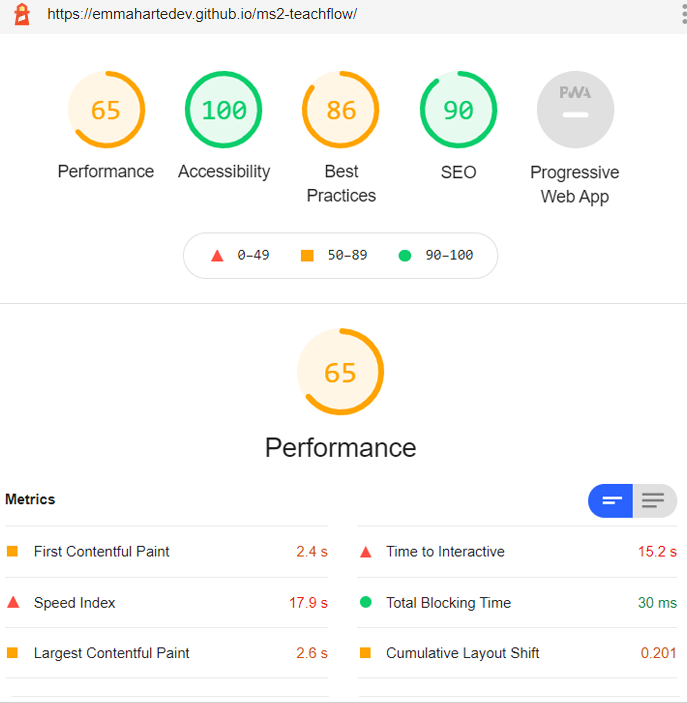 https://emmahartedev.github.io/ms2-teachflow/
65 100 86 90 PWA
Performance Accessibility Best Practices SEO Progressive Web App
0–49 50–89 90–100
65
Performance
Metrics
First Contentful Paint 2.4 s
Time to Interactive 15.2 s
Speed Index 17.9 s
Total Blocking Time 30 ms
Largest Contentful Paint 2.6 s
Cumulative Layout Shift 0.201